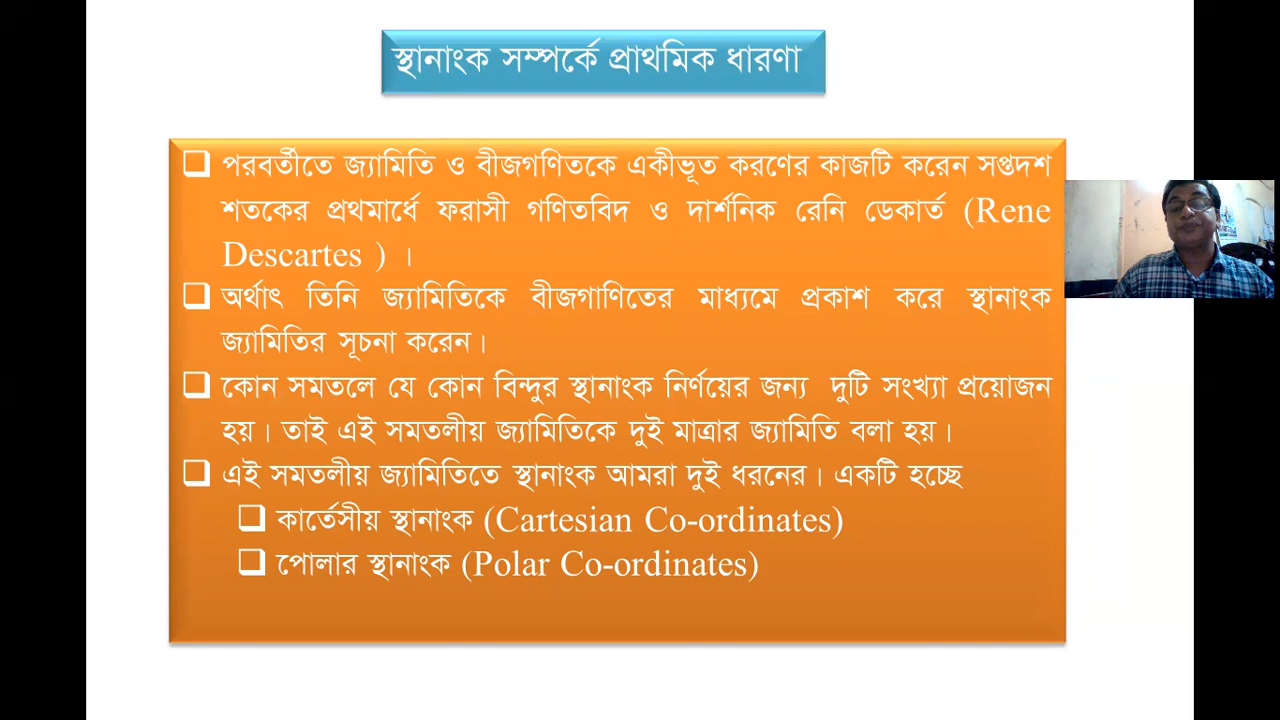 স্থানাংক সম্পর্কে প্রাথমিক ধারণা
পরবর্তীতে জ্যামিতি ও বীজগণিতকে একীভূত করণের কাজটি করেন সপ্তদশ
শতকের প্রথমার্ধে ফরাসী গণিতবিদ ও দার্শনিক রেনি ডেকার্ত (Rene
Descartes ) ।
অর্থাৎ তিনি জ্যামিতিকে বীজগাণিতের মাধ্যমে প্রকাশ করে স্থানাংক
জ্যামিতির সূচনা করেন।
কোন সমতলে যে কোন বিন্দুর স্থানাংক নির্ণয়ের জন্য দুটি সংখ্যা প্রয়োজন
হয়। তাই এই সমতলীয় জ্যামিতিকে দুই মাত্রার জ্যামিতি বলা হয়।
এই সমতলীয় জ্যামিতিতে স্থানাংক আমরা দুই ধরনের। একটি হচ্ছে
কার্তেসীয় স্থানাংক (Cartesian Co-ordinates)
পোলার স্থানাংক (Polar Co-ordinates)